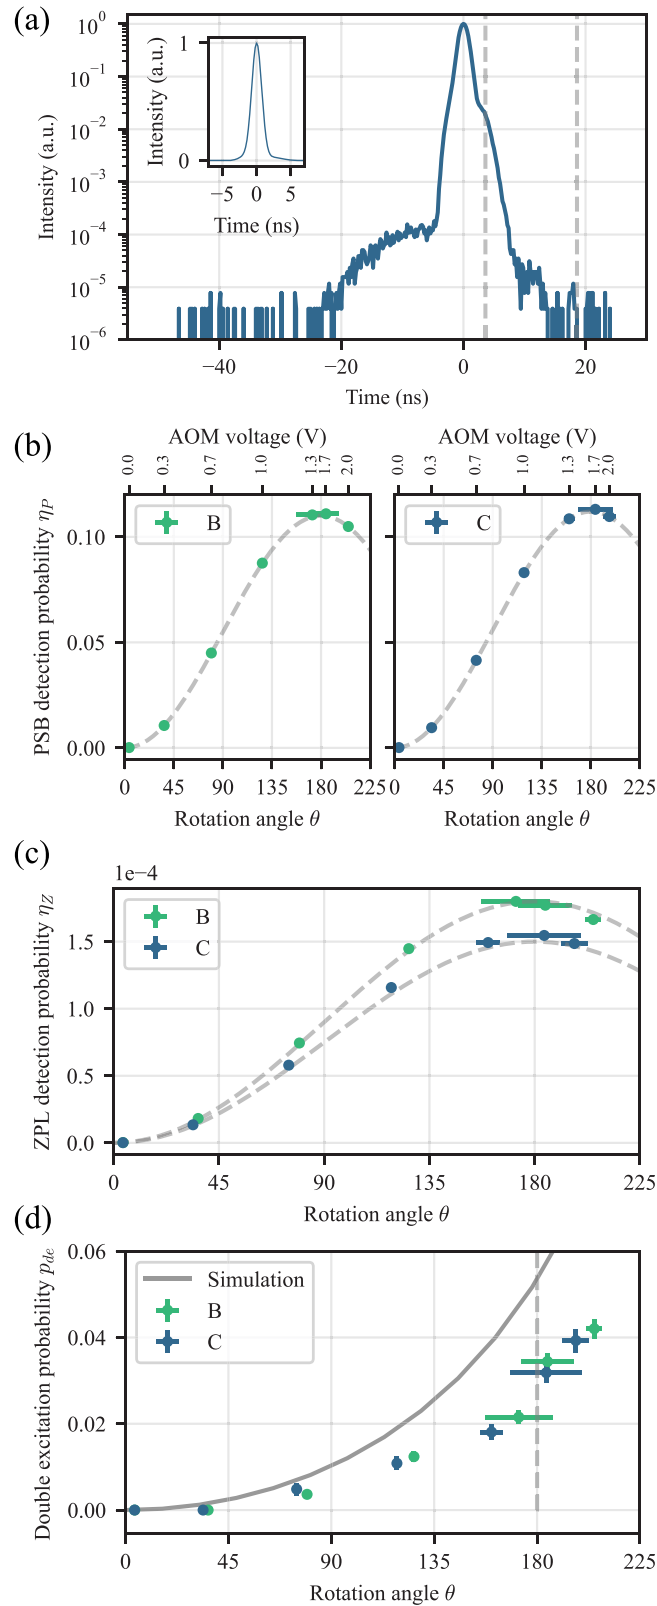 (a)
10⁰
10⁻¹
10⁻²
10⁻³
10⁻⁴
10⁻⁵
10⁻⁶
Intensity (a.u.)
1
0
Intensity (a.u.)
−5 0 5
Time (ns)
−40 −20 0 20
Time (ns)
(b)
AOM voltage (V) AOM voltage (V)
0.0 0.3 0.7 1.0 1.3 1.7 2.0 0.0 0.3 0.7 1.0 1.3 1.7 2.0
B C
0.10
0.05
0.00
PSB detection probability η_P
0 45 90 135 180 225 0 45 90 135 180 225
Rotation angle θ Rotation angle θ
(c)
1e−4
B
C
1.5
1.0
0.5
0.0
ZPL detection probability η_Z
0 45 90 135 180 225
Rotation angle θ
(d)
0.06
0.04
0.02
0.00
Double excitation probability p_de
Simulation
B
C
0 45 90 135 180 225
Rotation angle θ